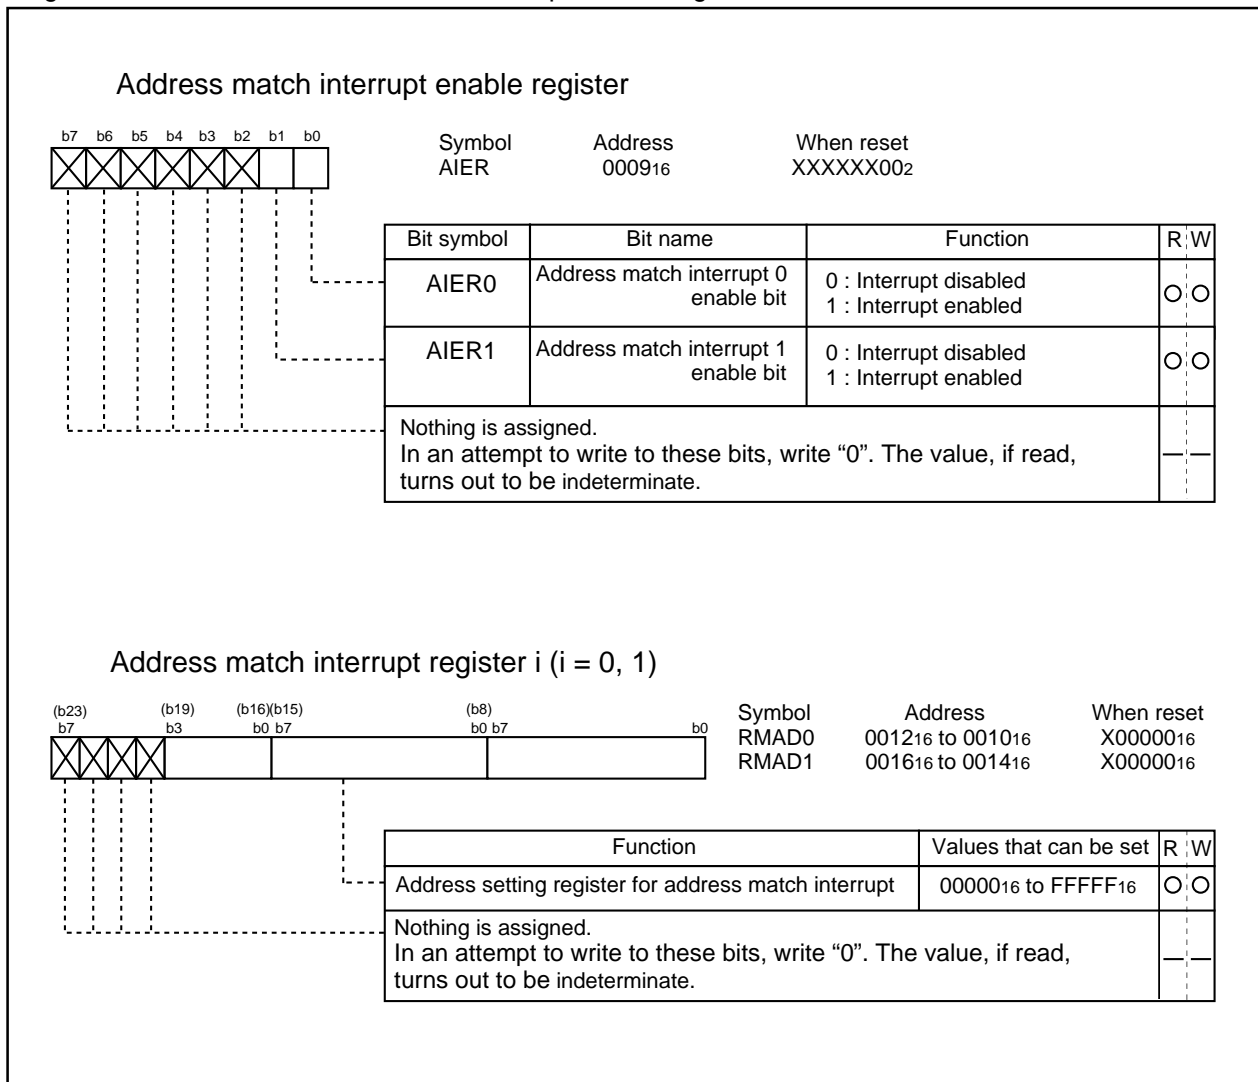 Address match interrupt enable register
b7 b6 b5 b4 b3 b2 b1 b0
Symbol Address When reset
AIER 000916 XXXXXX002
Bit symbol Bit name Function R W
AIER0 Address match interrupt 0 enable bit 0 : Interrupt disabled 1 : Interrupt enabled
AIER1 Address match interrupt 1 enable bit 0 : Interrupt disabled 1 : Interrupt enabled
Nothing is assigned.
In an attempt to write to these bits, write “0”. The value, if read,
turns out to be indeterminate.
Address match interrupt register i (i = 0, 1)
(b23) (b19) (b16)(b15) (b8)
b7 b3 b0 b7 b0 b7 b0
Symbol Address When reset
RMAD0 001216 to 001016 X0000016
RMAD1 001616 to 001416 X0000016
Function Values that can be set R W
Address setting register for address match interrupt 0000016 to FFFFF16
Nothing is assigned.
In an attempt to write to these bits, write “0”. The value, if read,
turns out to be indeterminate.